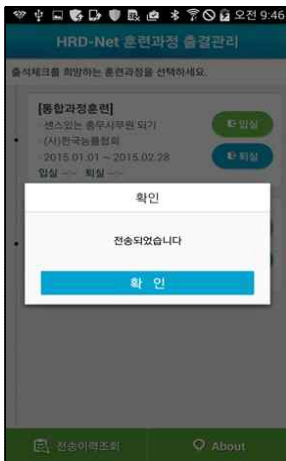 오전 9:46
HRD-Net 훈련과정 출결관리
출석체크를 희망하는 훈련과정을 선택하세요.
[통합과정훈련]
센스있는 총무사무원 되기
입실
(사)한국능률협회
2015.01.01 ~ 2015.02.28
퇴실
입실 --:-- 퇴실 --:--
확인
전송되었습니다
확 인
전송이력조회
About